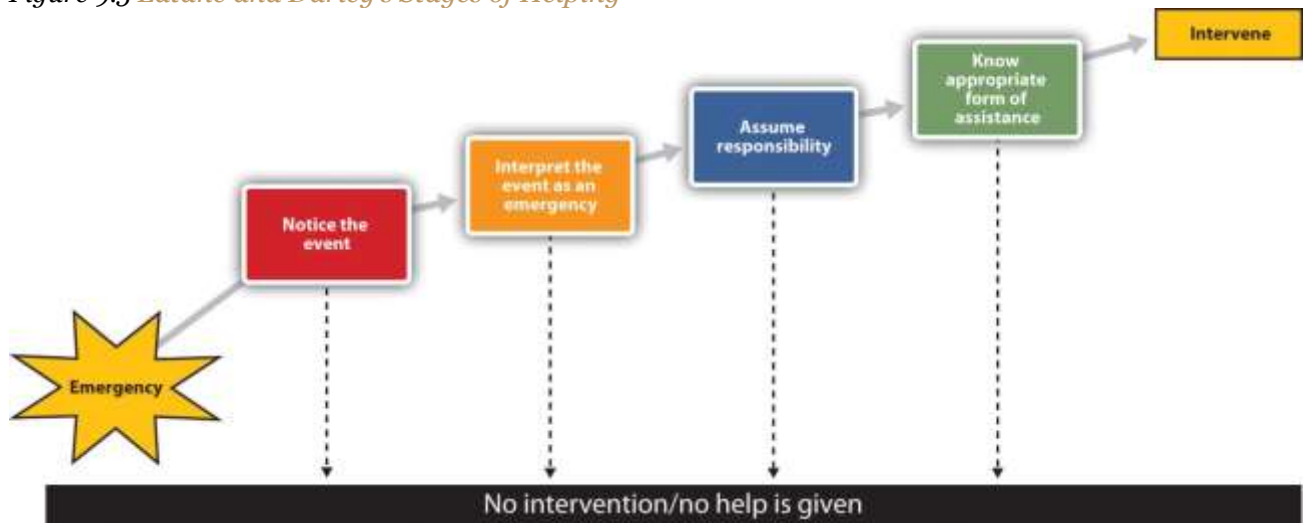 Intervene
Know
appropriate
form of
assistance
Assume
responsibility
Interpret the
event as an
emergency
Notice the
event
Emergency
No intervention/no help is given